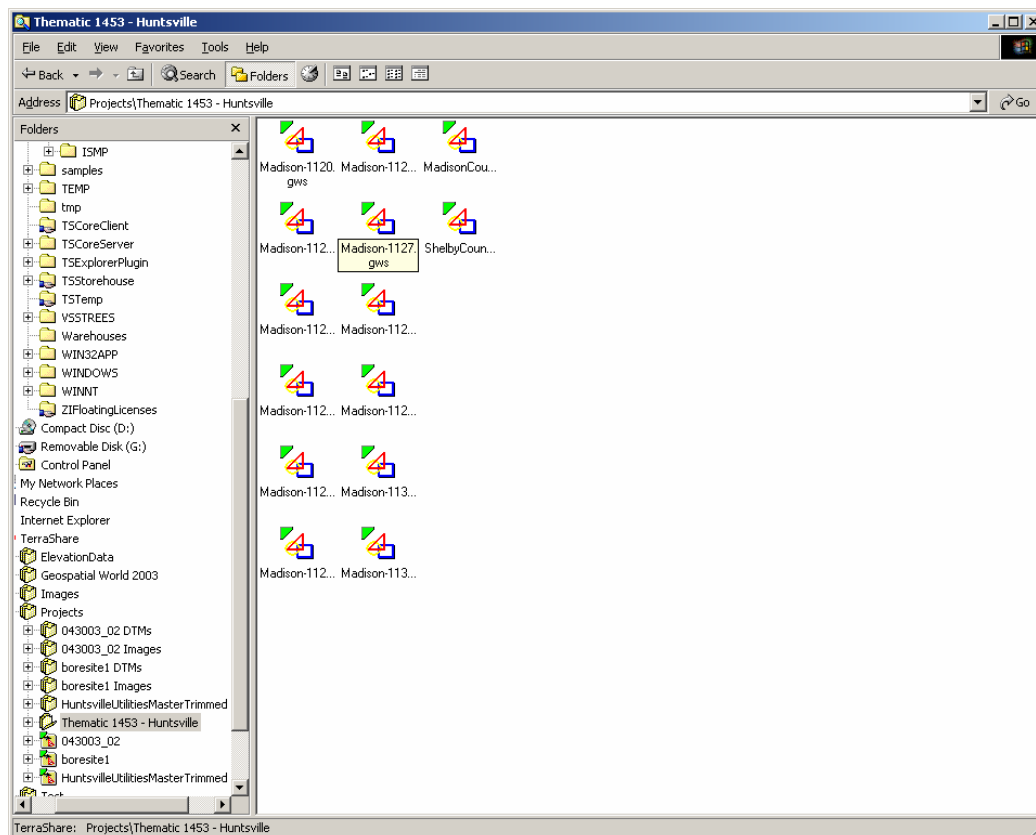 Thematic 1453 - Huntsville
File Edit View Favorites Tools Help
Back Search Folders
Address Projects\Thematic 1453 - Huntsville Go
Folders
ISMP
samples
TEMP
tmp
TSCoreClient
TSCoreServer
TSExplorerPlugin
TSStorehouse
TSTemp
VSSTREES
Warehouses
WIN32APP
WINDOWS
WINNT
ZIFloatingLicenses
Compact Disc (D:)
Removable Disk (G:)
Control Panel
My Network Places
Recycle Bin
Internet Explorer
TerraShare
ElevationData
Geospatial World 2003
Images
Projects
043003_02 DTMs
043003_02 Images
boresite1 DTMs
boresite1 Images
HuntsvilleUtilitiesMasterTrimmed
Thematic 1453 - Huntsville
043003_02
boresite1
HuntsvilleUtilitiesMasterTrimmed
Test
Madison-1120. Madison-112... MadisonCou...
gws
Madison-112... Madison-1127. ShelbyCoun...
gws
Madison-112... Madison-112...
Madison-112... Madison-112...
Madison-112... Madison-113...
Madison-112... Madison-113...
TerraShare: Projects\Thematic 1453 - Huntsville